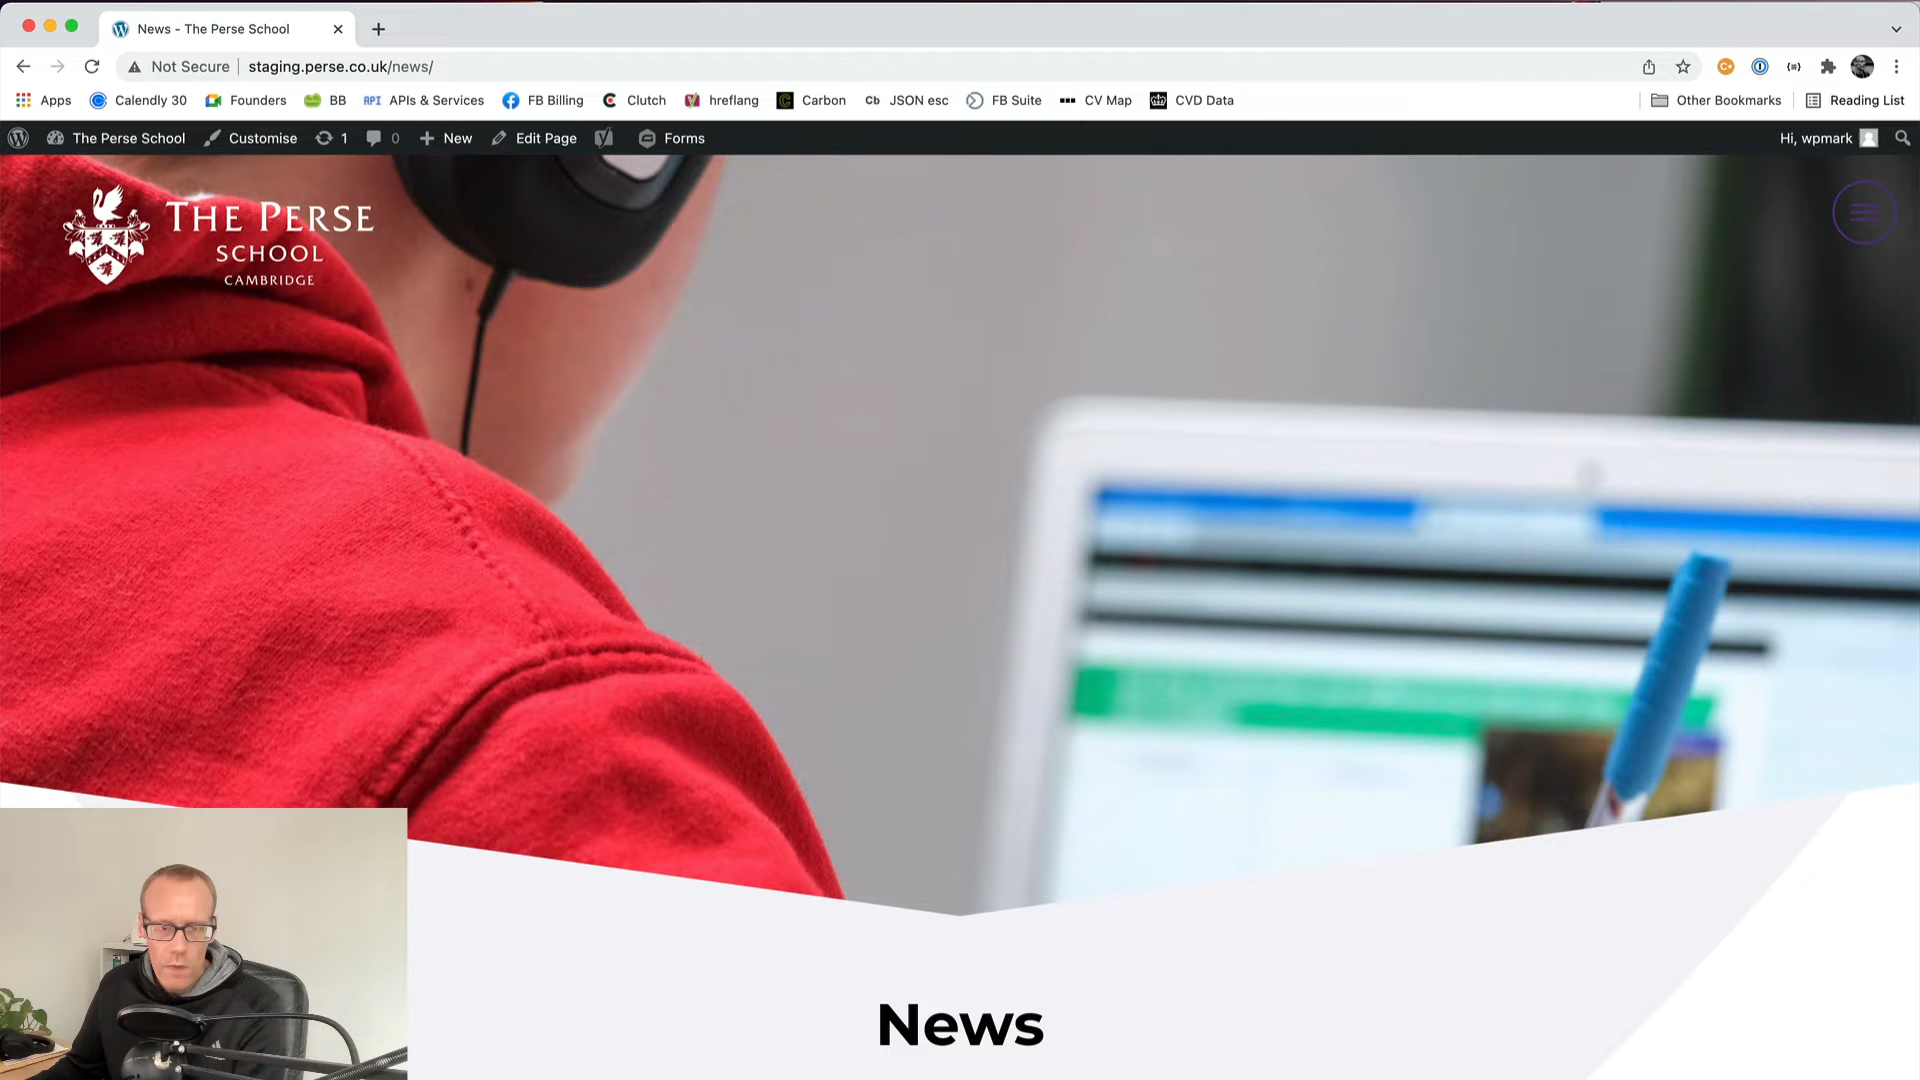 News - The Perse School
Not Secure staging.perse.co.uk/news/
Apps Calendly 30 Founders BB API APIs & Services FB Billing Clutch hreflang Carbon Cb JSON esc FB Suite CV Map CVD Data Other Bookmarks Reading List
The Perse School Customise 1 0 New Edit Page Forms Hi, wpmark
THE PERSE
SCHOOL
CAMBRIDGE
News